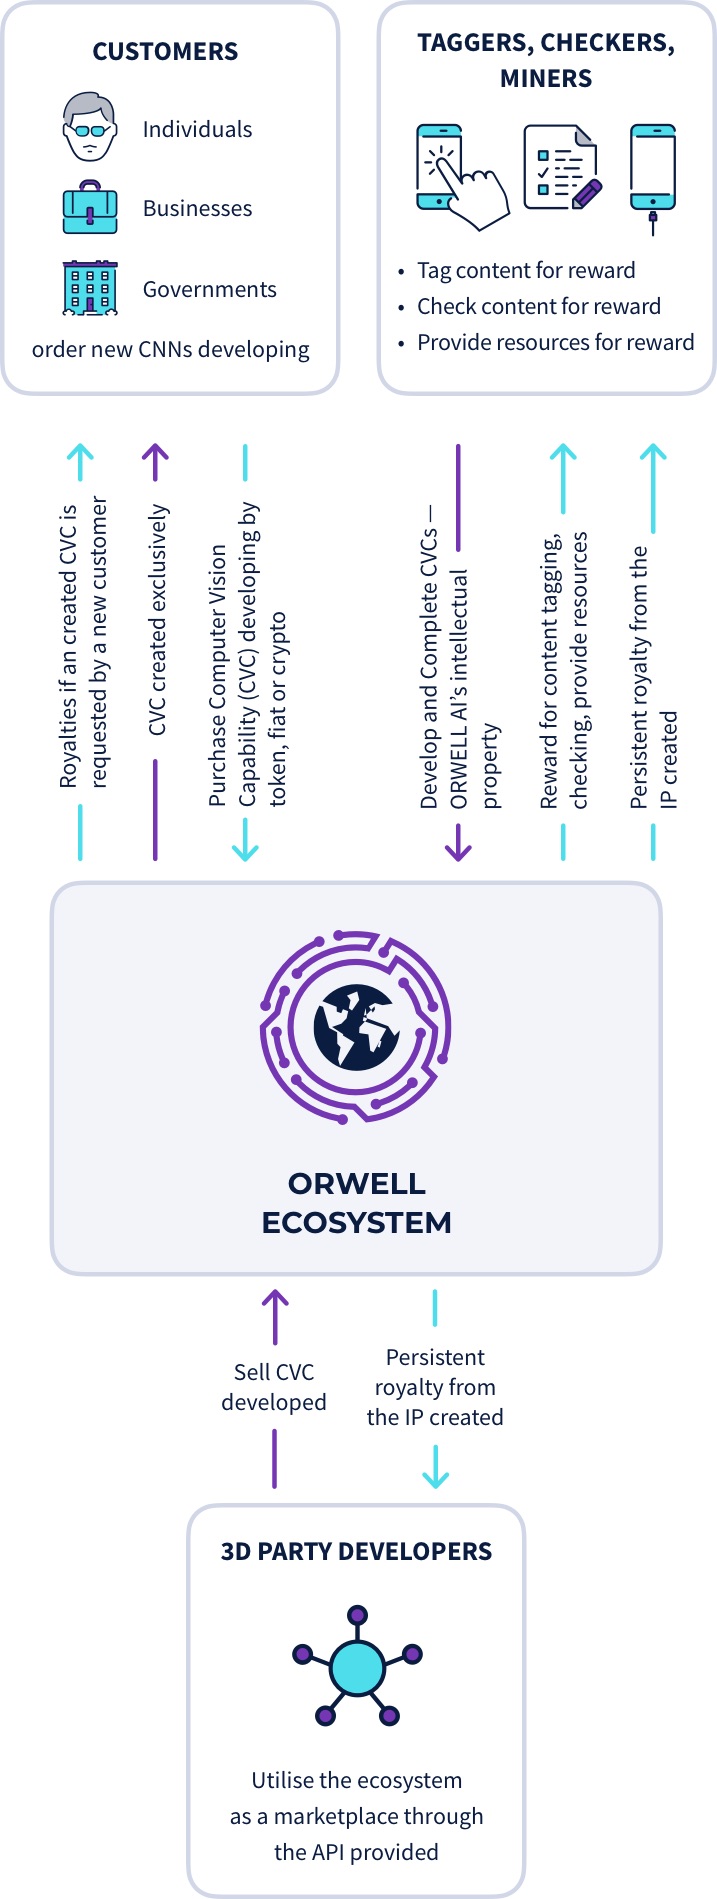 CUSTOMERS
Individuals
Businesses
Governments
order new CNNs developing
TAGGERS, CHECKERS,
MINERS
• Tag content for reward
• Check content for reward
• Provide resources for reward
Royalties if an created CVC is
requested by a new customer
CVC created exclusively
Purchase Computer Vision
Capability (CVC) developing by
token, fiat or crypto
Develop and Complete CVCs —
ORWELL AI’s intellectual
property
Reward for content tagging,
checking, provide resources
Persistent royalty from the
IP created
ORWELL
ECOSYSTEM
Sell CVC
developed
Persistent
royalty from
the IP created
3D PARTY DEVELOPERS
Utilise the ecosystem
as a marketplace through
the API provided